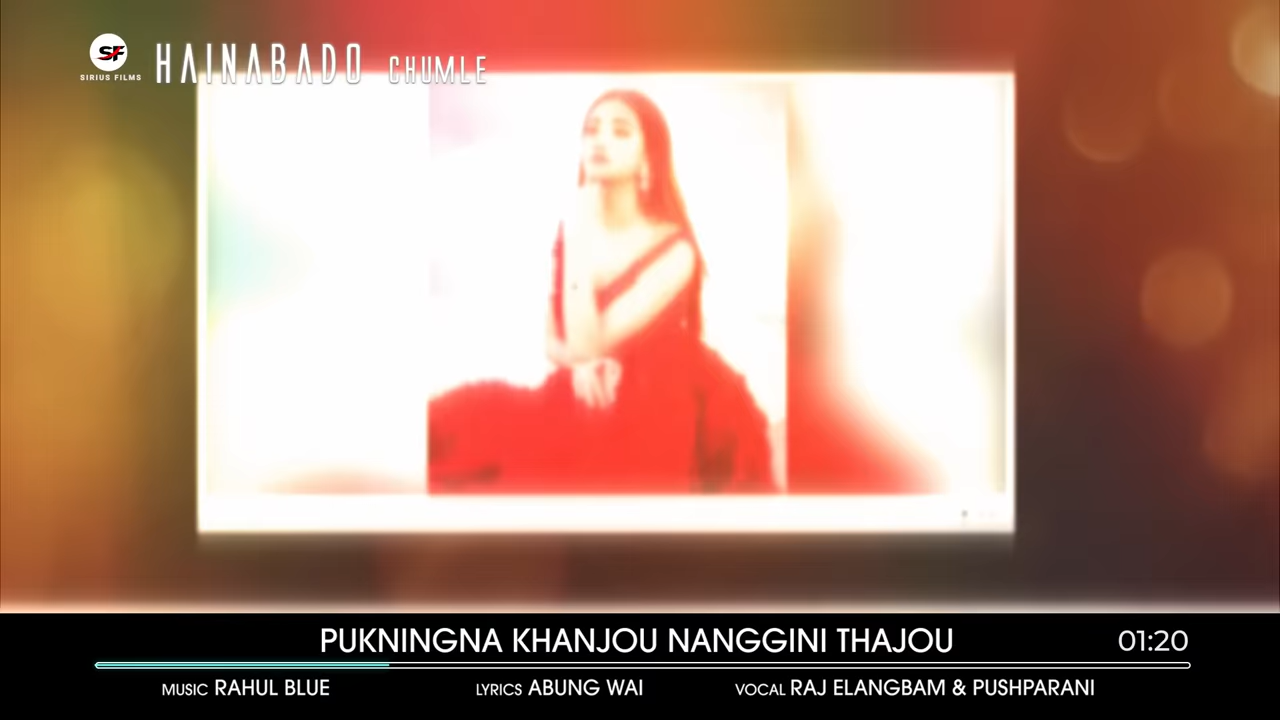 SF
SIRIUS FILMS
HAINABADO CHUMLE
PUKNINGNA KHANJOU NANGGINI THAJOU
01:20
MUSIC RAHUL BLUE
LYRICS ABUNG WAI
VOCAL RAJ ELANGBAM & PUSHPARANI